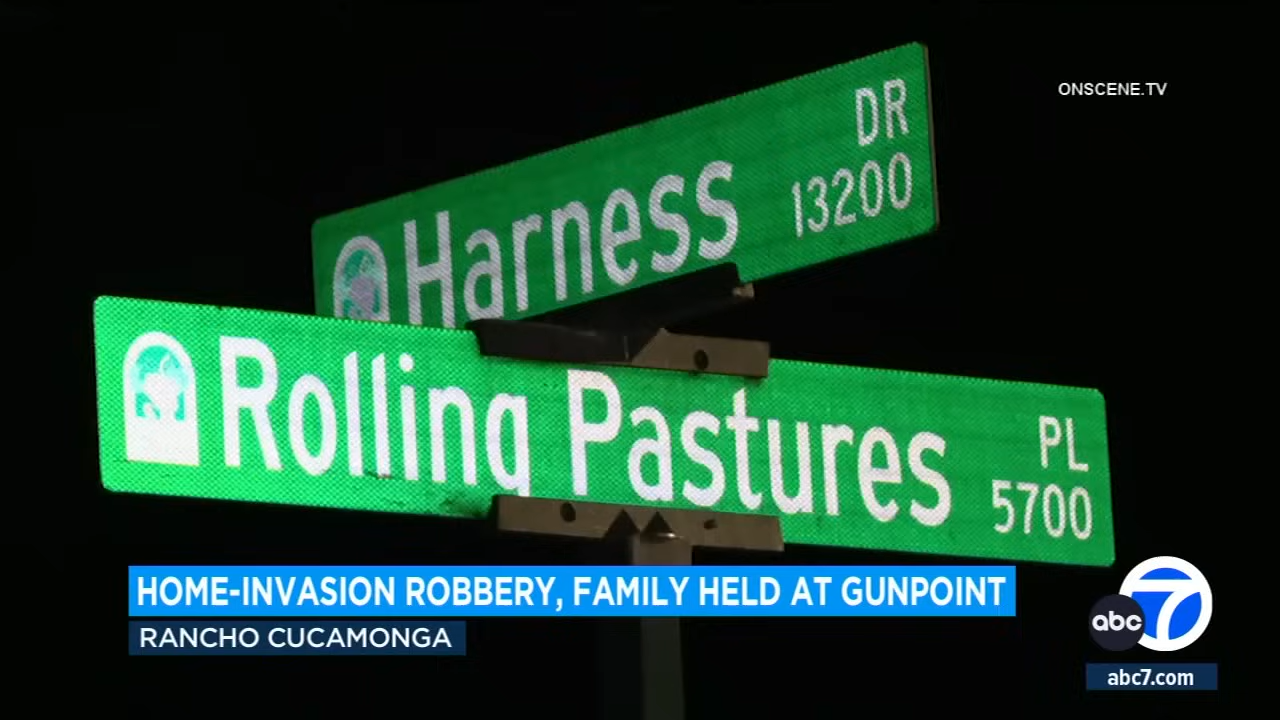 ONSCENE.TV
DR
Harness 13200
Rolling Pastures
PL
5700
HOME-INVASION ROBBERY, FAMILY HELD AT GUNPOINT
RANCHO CUCAMONGA
abc 7
abc7.com